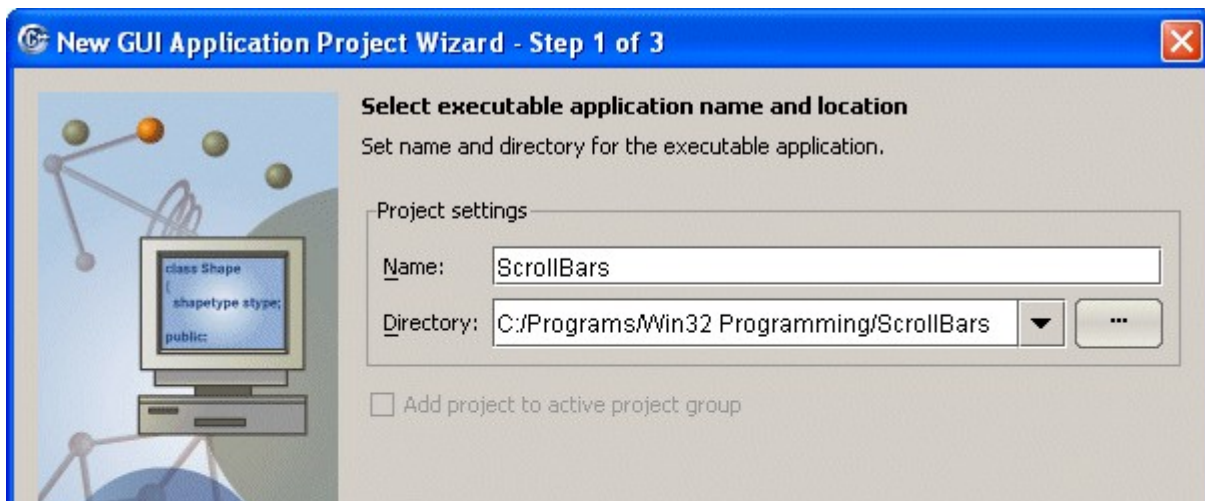 New GUI Application Project Wizard - Step 1 of 3
Select executable application name and location
Set name and directory for the executable application.
Project settings
Name: ScrollBars
Directory: C:/Programs/Win32 Programming/ScrollBars ...
Add project to active project group
class Shape
{
shapetype stype;
public: